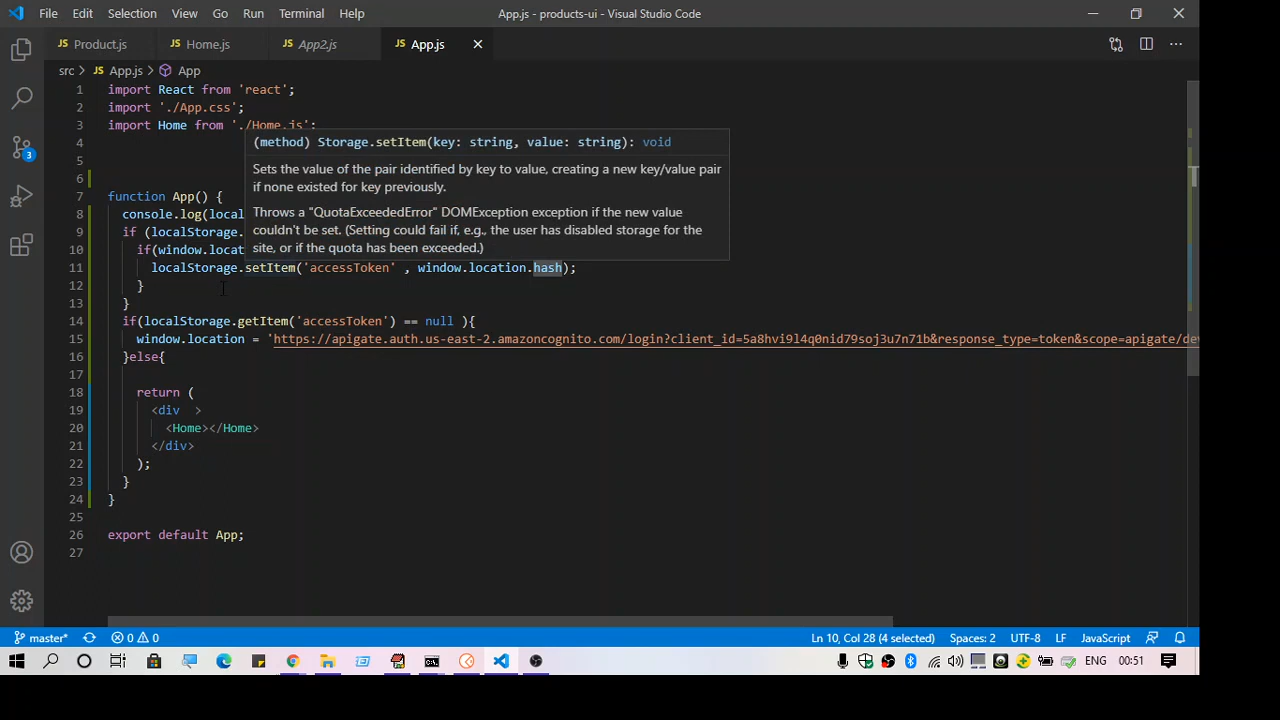 File Edit Selection View Go Run Terminal Help App.js - products-ui - Visual Studio Code
JS Product.js JS Home.js JS App2.js JS App.js
src > JS App.js > App
1 import React from 'react';
2 import './App.css';
3 import Home from './Home.js';
4
5
6
7 function App() {
8 console.log(local
9 if (localStorage.
10 if(window.locat
11 localStorage.setItem('accessToken' , window.location.hash);
12 }
13 }
14 if(localStorage.getItem('accessToken') == null ){
15 window.location = 'https://apigate.auth.us-east-2.amazoncognito.com/login?client_id=5a8hvi9l4q0nid79soj3u7n71b&response_type=token&scope=apigate/de
16 }else{
17
18 return (
19 <div >
20 <Home></Home>
21 </div>
22 );
23 }
24 }
25
26 export default App;
27
(method) Storage.setItem(key: string, value: string): void
Sets the value of the pair identified by key to value, creating a new key/value pair
if none existed for key previously.
Throws a "QuotaExceededError" DOMException exception if the new value
couldn't be set. (Setting could fail if, e.g., the user has disabled storage for the
site, or if the quota has been exceeded.)
3
master* 0 0 Ln 10, Col 28 (4 selected) Spaces: 2 UTF-8 LF JavaScript
ENG 00:51